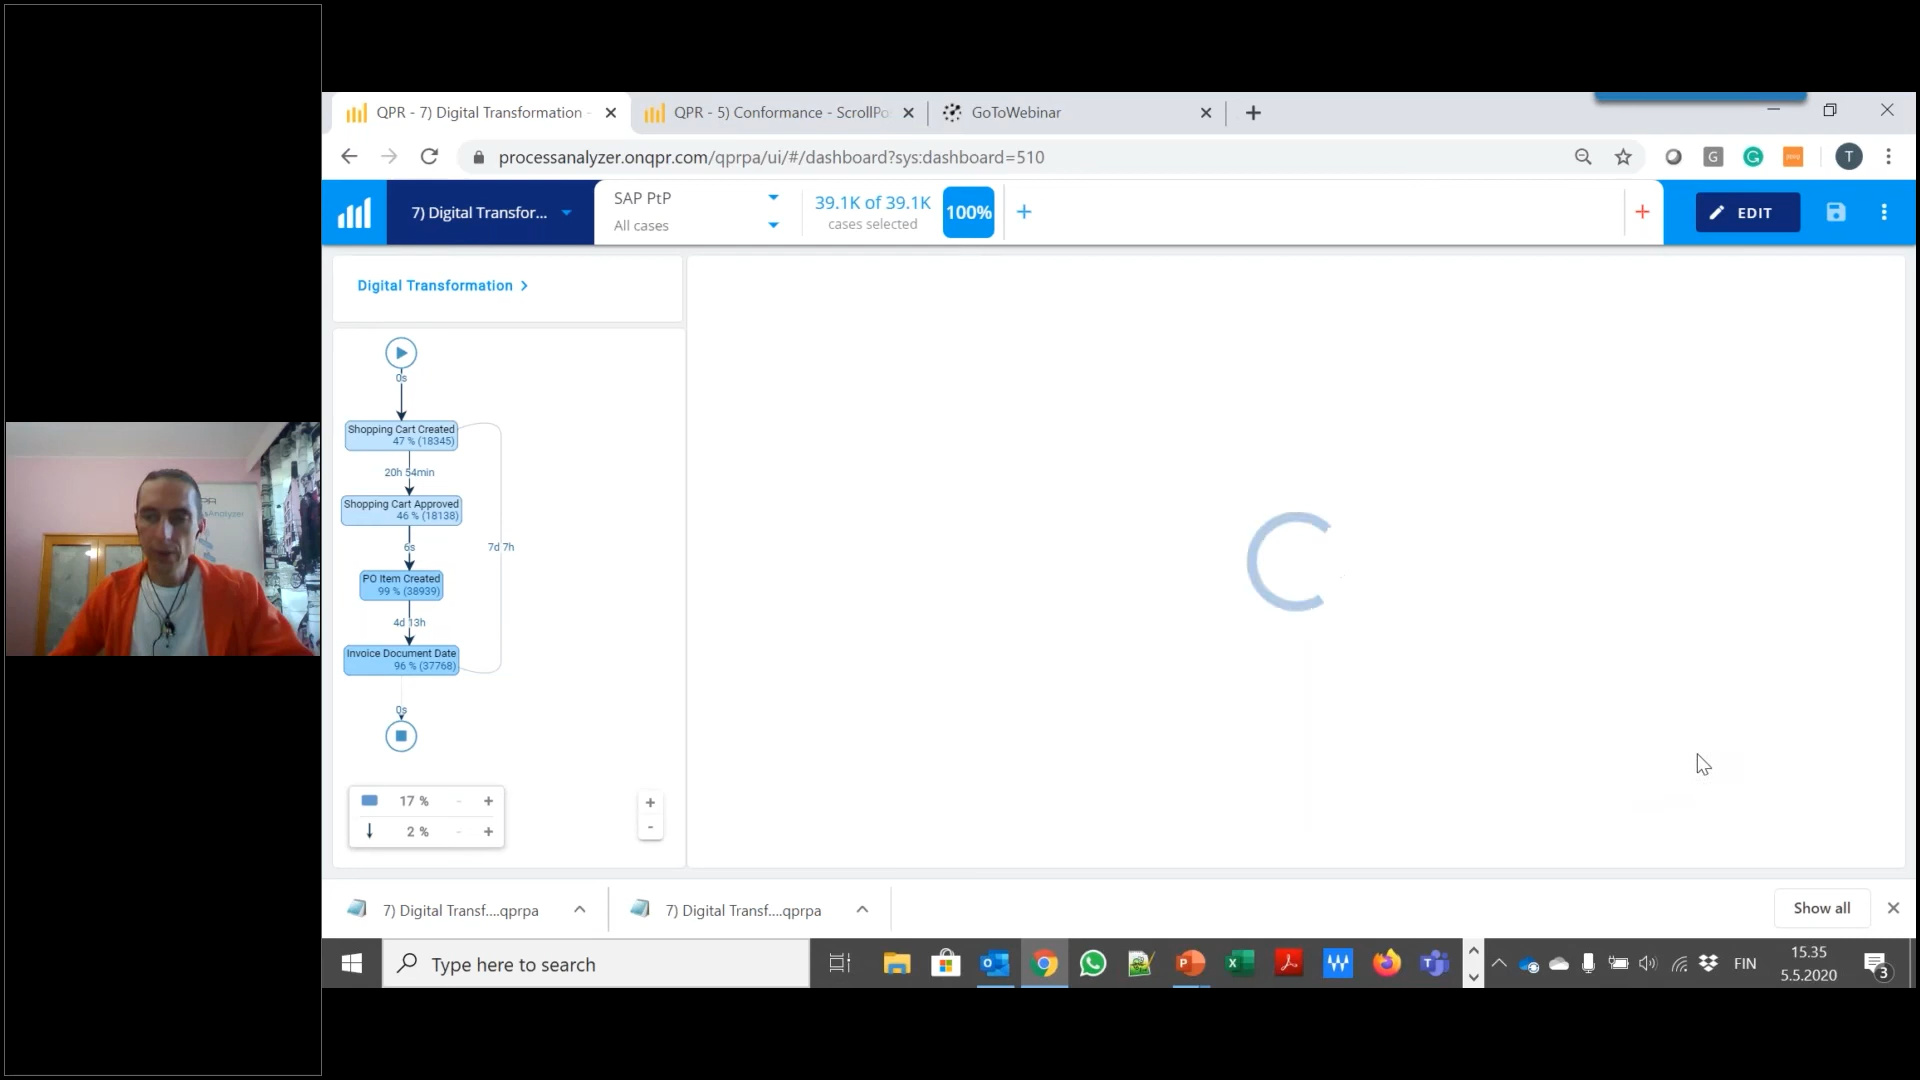 QPR - 7) Digital Transformation -
QPR - 5) Conformance - ScrollPo
GoToWebinar
processanalyzer.onqpr.com/qprpa/ui/#/dashboard?sys:dashboard=510
G
T
7) Digital Transfor...
SAP PtP
All cases
39.1K of 39.1K
cases selected
100%
EDIT
Digital Transformation
0s
Shopping Cart Created
47 % (18345)
20h 54min
Shopping Cart Approved
46 % (18138)
6s
7d 7h
PO Item Created
99 % (38939)
4d 13h
Invoice Document Date
96 % (37768)
0s
17 %
- +
2 %
- +
+
-
PR
Analyzer
7) Digital Transf....qprpa
7) Digital Transf....qprpa
Show all
Type here to search
FIN
15.35
5.5.2020
3